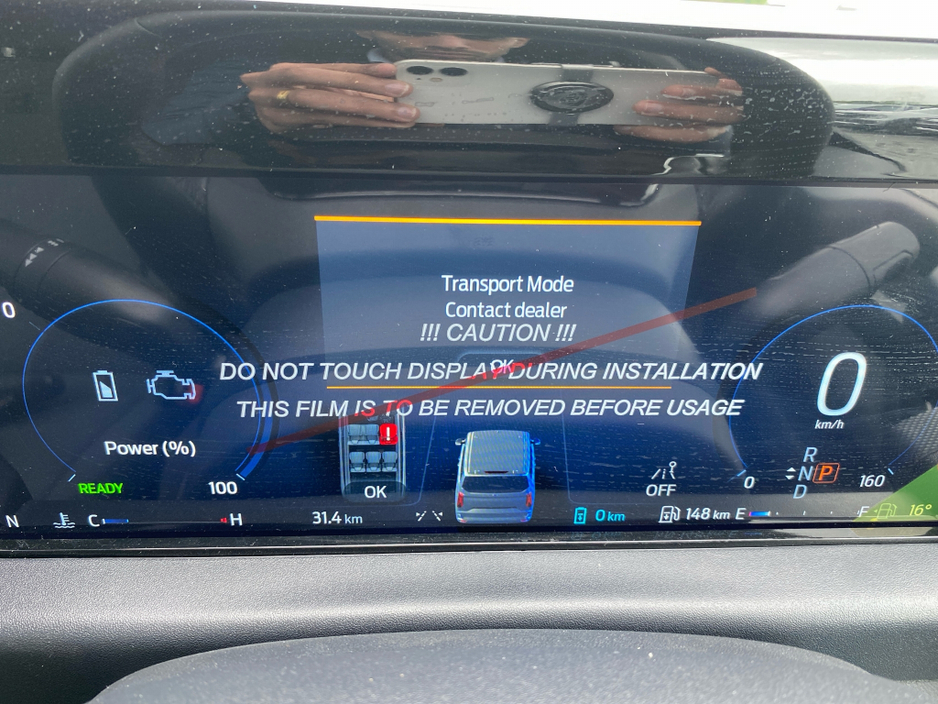 Transport Mode
Contact dealer
!!! CAUTION !!!
OK
DO NOT TOUCH DISPLAY DURING INSTALLATION
THIS FILM IS TO BE REMOVED BEFORE USAGE
0
0
km/h
Power (%)
READY
100
OK
OFF
0
R
N P
D
160
N
C H
31.4 km
0 km
148 km E F
16°